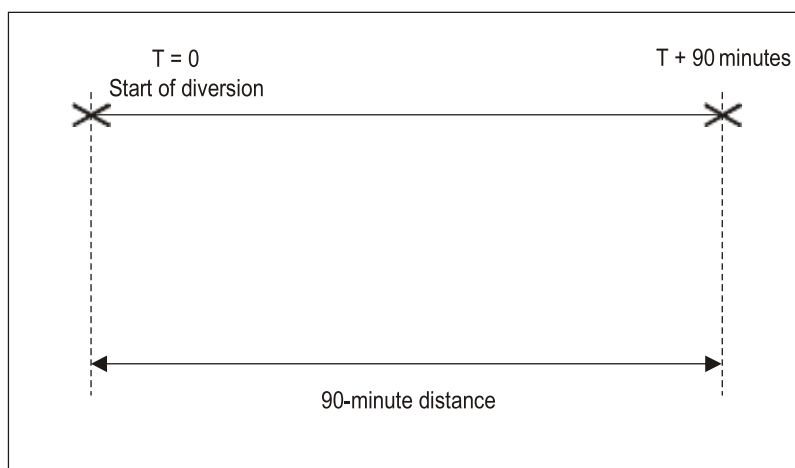 T = 0
Start of diversion
T + 90 minutes
90-minute distance